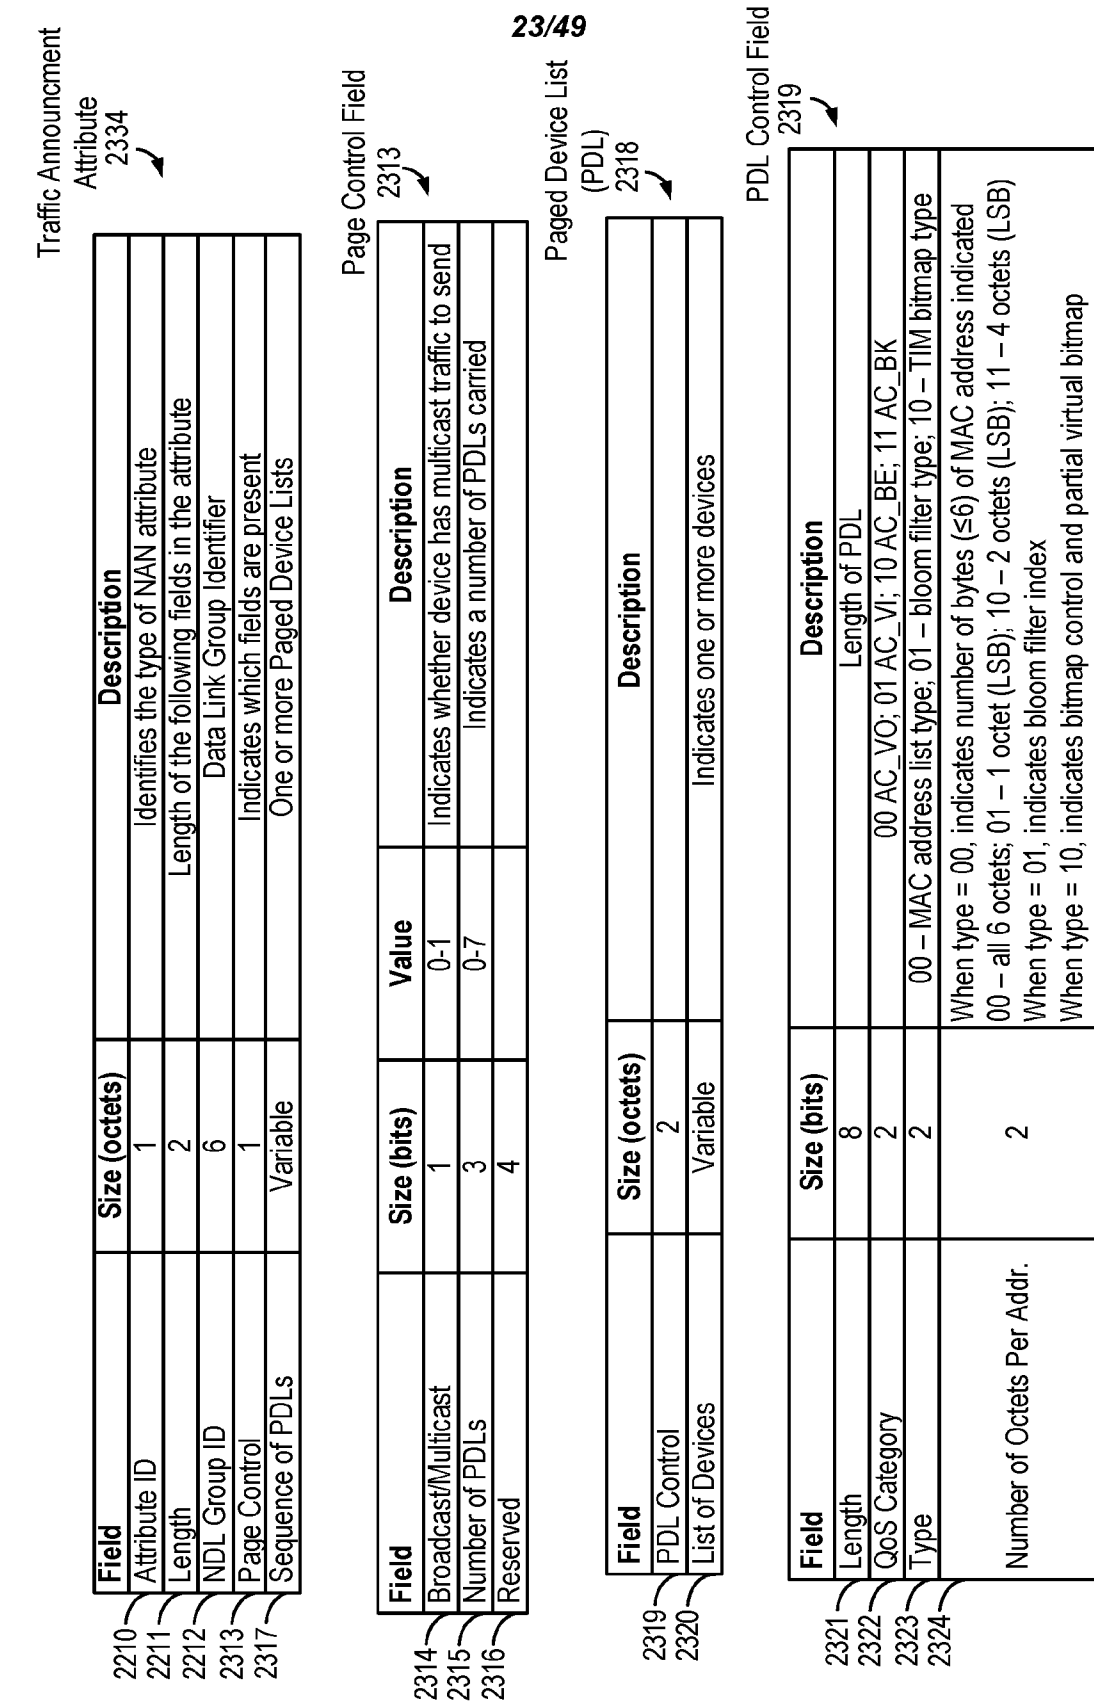 23/49
Traffic Announcment
Attribute
2334
Field Size (octets) Description
2210 Attribute ID 1 Identifies the type of NAN attribute
2211 Length 2 Length of the following fields in the attribute
2212 NDL Group ID 6 Data Link Group Identifier
2313 Page Control 1 Indicates which fields are present
2317 Sequence of PDLs Variable One or more Paged Device Lists
Page Control Field
2313
Field Size (bits) Value Description
2314 Broadcast/Multicast 1 0-1 Indicates whether device has multicast traffic to send
2315 Number of PDLs 3 0-7 Indicates a number of PDLs carried
2316 Reserved 4
Paged Device List
(PDL)
2318
Field Size (octets) Description
2319 PDL Control 2
2320 List of Devices Variable Indicates one or more devices
PDL Control Field
2319
Field Size (bits) Description
2321 Length 8 Length of PDL
2322 QoS Category 2 00 AC_VO; 01 AC_VI; 10 AC_BE; 11 AC_BK
2323 Type 2 00 – MAC address list type; 01 – bloom filter type; 10 – TIM bitmap type
2324 Number of Octets Per Addr. 2 When type = 00, indicates number of bytes (≤6) of MAC address indicated
00 – all 6 octets; 01 – 1 octet (LSB); 10 – 2 octets (LSB); 11 – 4 octets (LSB)
When type = 01, indicates bloom filter index
When type = 10, indicates bitmap control and partial virtual bitmap